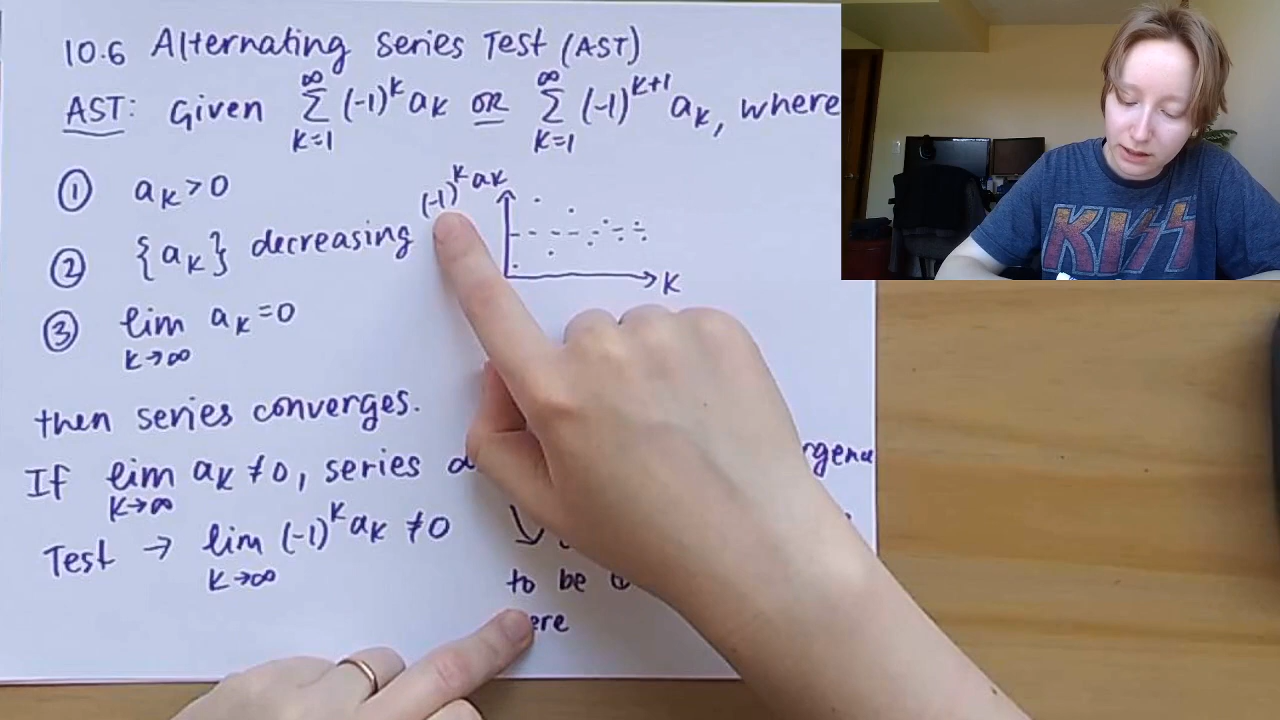 10.6 Alternating Series Test (AST)
AST: Given ∑_{k=1}^{∞} (-1)^k a_k OR ∑_{k=1}^{∞} (-1)^{k+1} a_k, where
① a_k > 0
(-1)^k a_k
② {a_k} decreasing
K
③ lim_{k→∞} a_k = 0
then series converges.
If lim_{k→∞} a_k ≠ 0, series
Test → lim_{k→∞} (-1)^k a_k ≠ 0
to be
KISS